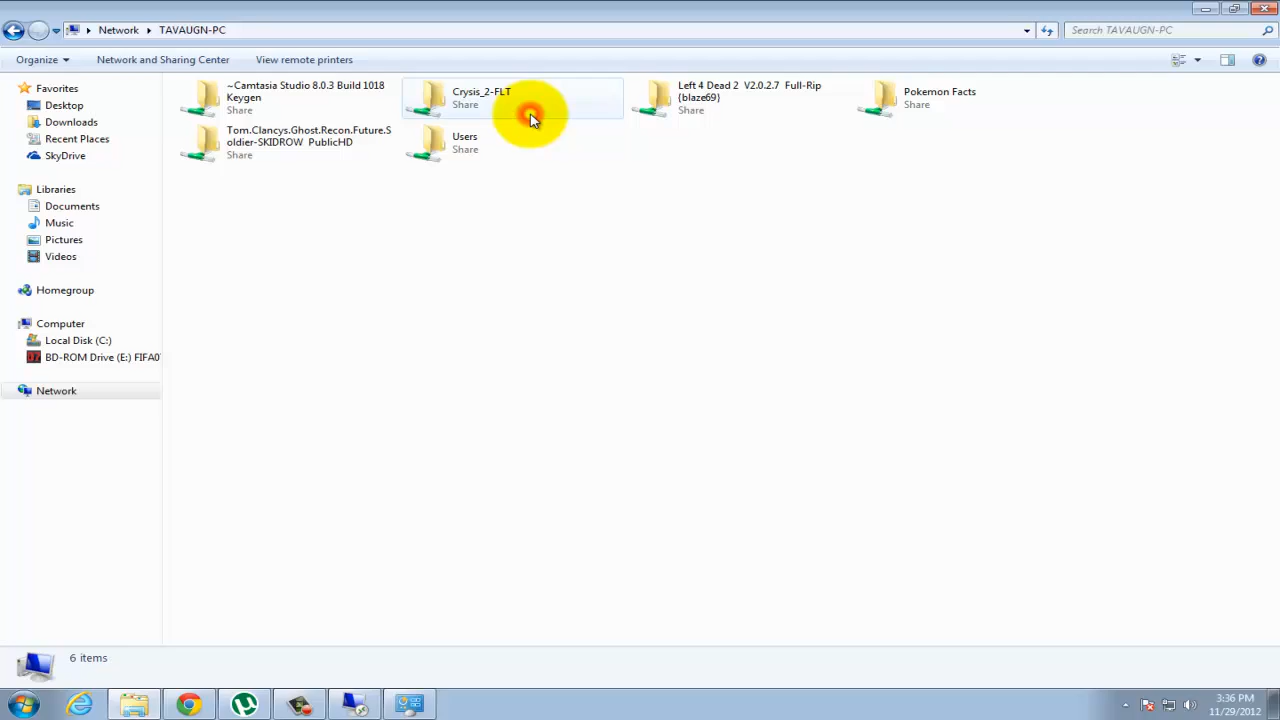 Network ▸ TAVAUGN-PC
Search TAVAUGN-PC
Organize
Network and Sharing Center
View remote printers
Favorites
Desktop
Downloads
Recent Places
SkyDrive
Libraries
Documents
Music
Pictures
Videos
Homegroup
Computer
Local Disk (C:)
BD-ROM Drive (E:) FIFA07
Network
~Camtasia Studio 8.0.3 Build 1018
Keygen
Share
Crysis_2-FLT
Share
Left 4 Dead 2 V2.0.2.7 Full-Rip
{blaze69}
Share
Pokemon Facts
Share
Tom.Clancys.Ghost.Recon.Future.S
oldier-SKIDROW PublicHD
Share
Users
Share
6 items
3:36 PM
11/29/2012